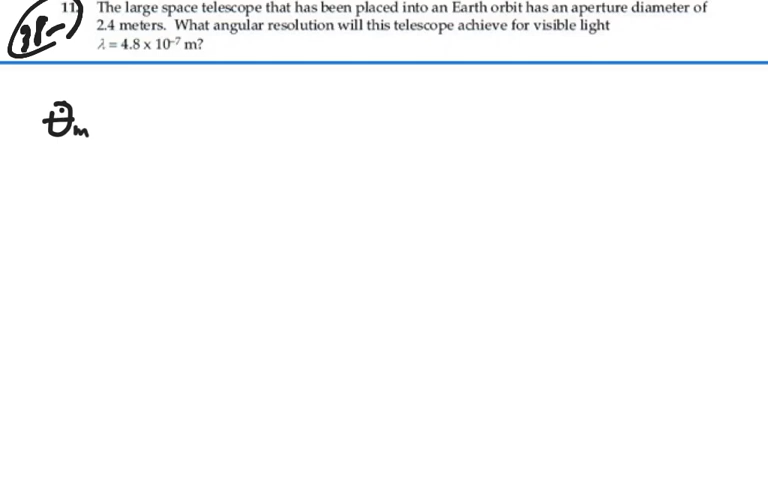 11. The large space telescope that has been placed into an Earth orbit has an aperture diameter of
2.4 meters. What angular resolution will this telescope achieve for visible light
λ = 4.8 x 10⁻⁷ m?
θₘ